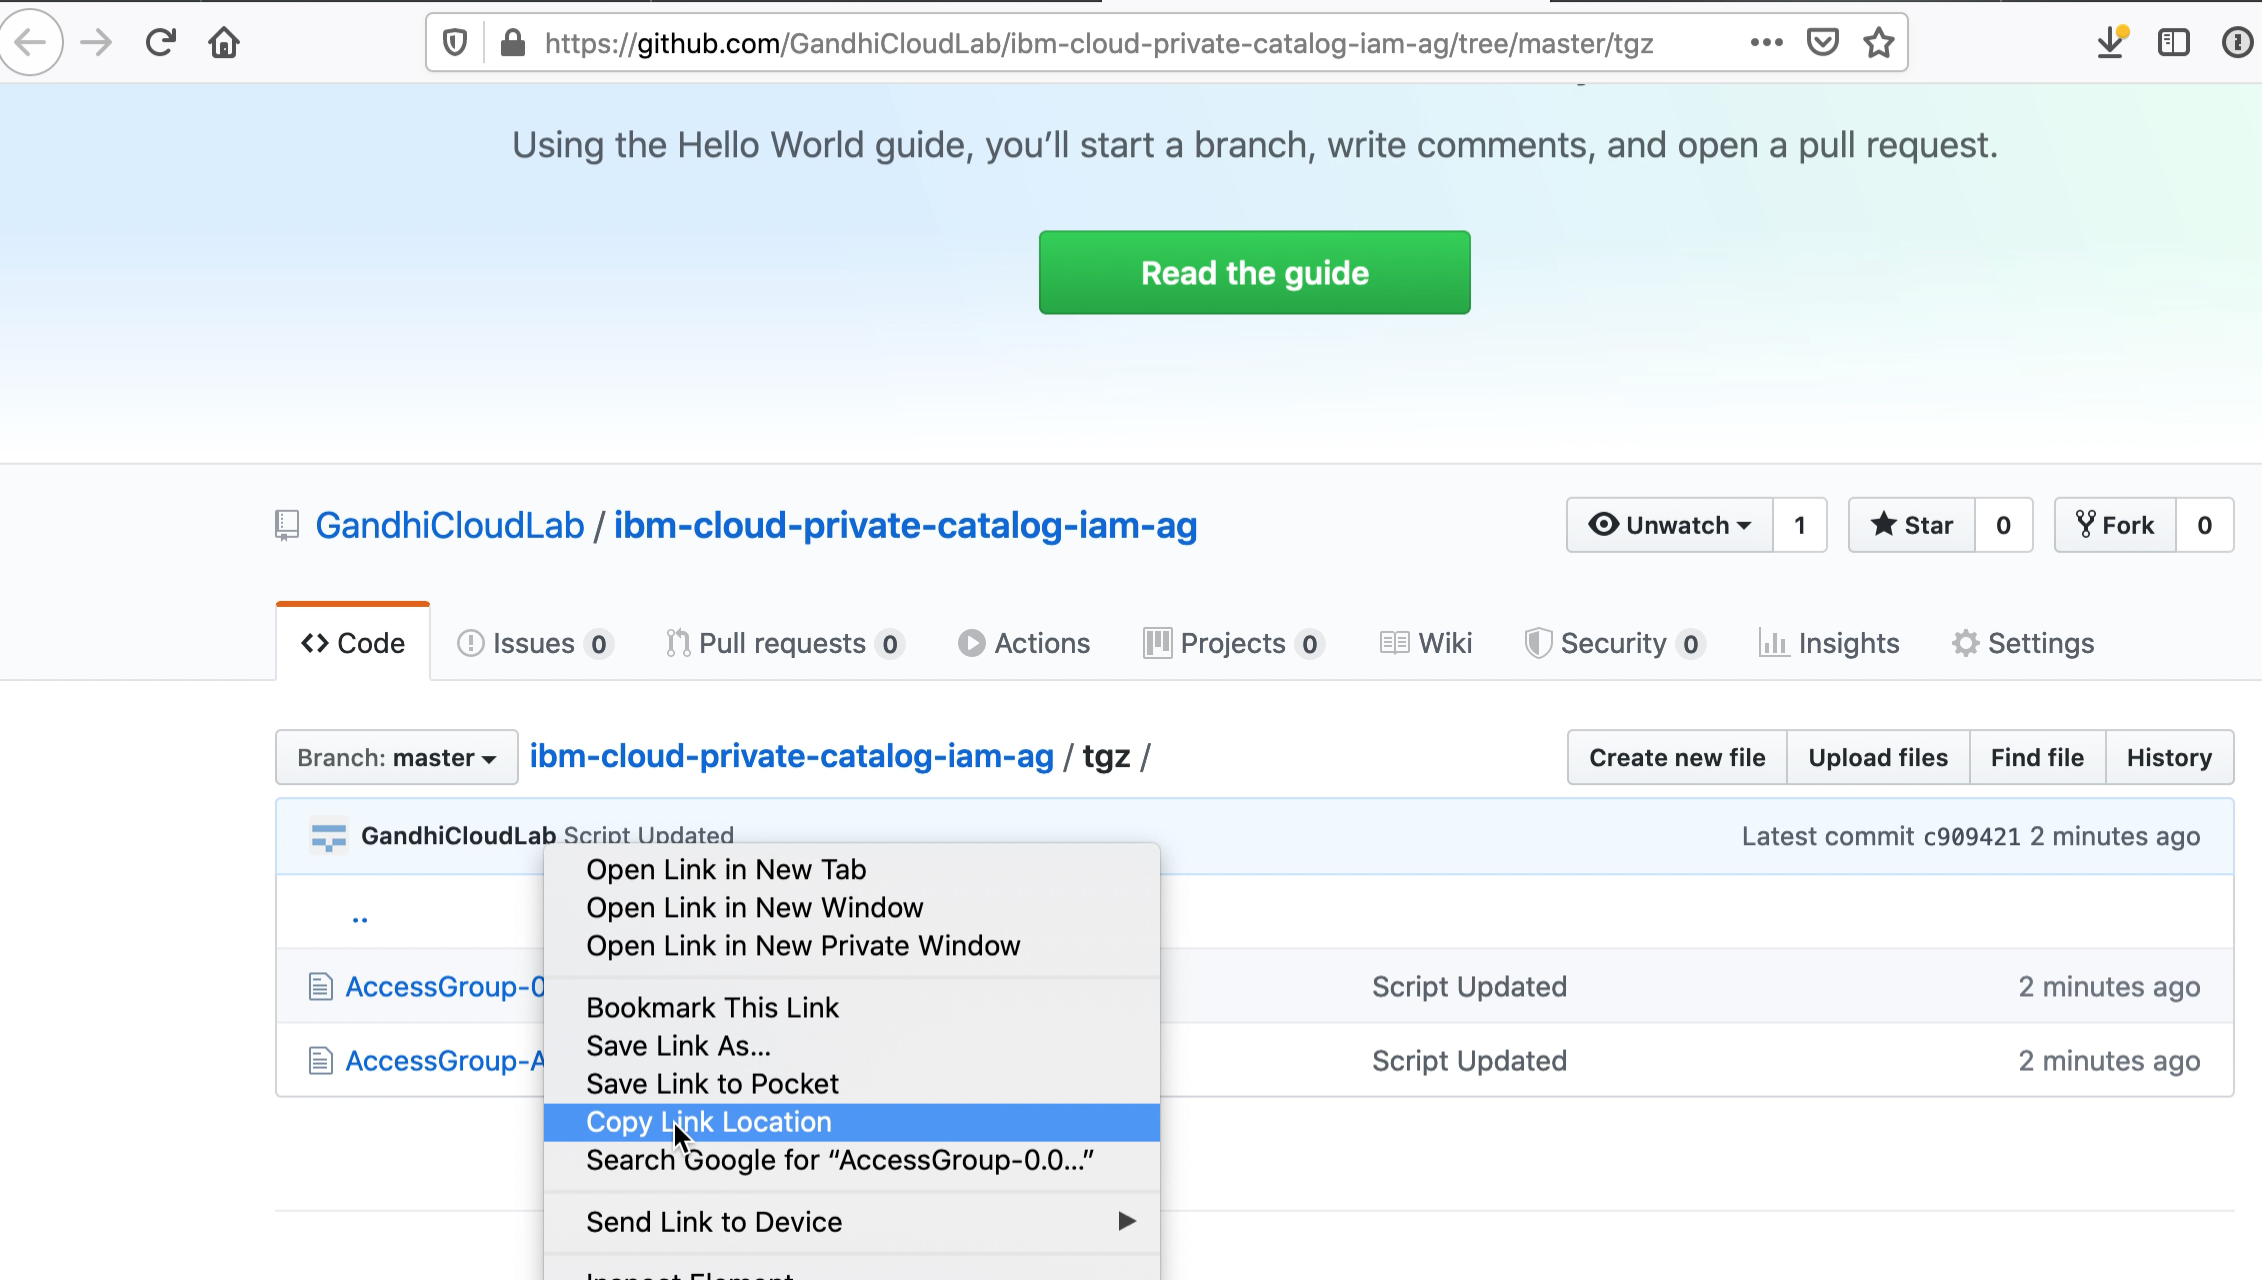 https://github.com/GandhiCloudLab/ibm-cloud-private-catalog-iam-ag/tree/master/tgz
Using the Hello World guide, you’ll start a branch, write comments, and open a pull request.
Read the guide
GandhiCloudLab / ibm-cloud-private-catalog-iam-ag
Unwatch 1 Star 0 Fork 0
Code Issues 0 Pull requests 0 Actions Projects 0 Wiki Security 0 Insights Settings
Branch: master ibm-cloud-private-catalog-iam-ag / tgz / Create new file Upload files Find file History
GandhiCloudLab Script Updated Latest commit c909421 2 minutes ago
Open Link in New Tab
Open Link in New Window
..
Open Link in New Private Window
AccessGroup-0 Script Updated 2 minutes ago
Bookmark This Link
Save Link As...
AccessGroup-A Script Updated 2 minutes ago
Save Link to Pocket
Copy Link Location
Search Google for “AccessGroup-0.0...”
Send Link to Device
Inspect Element